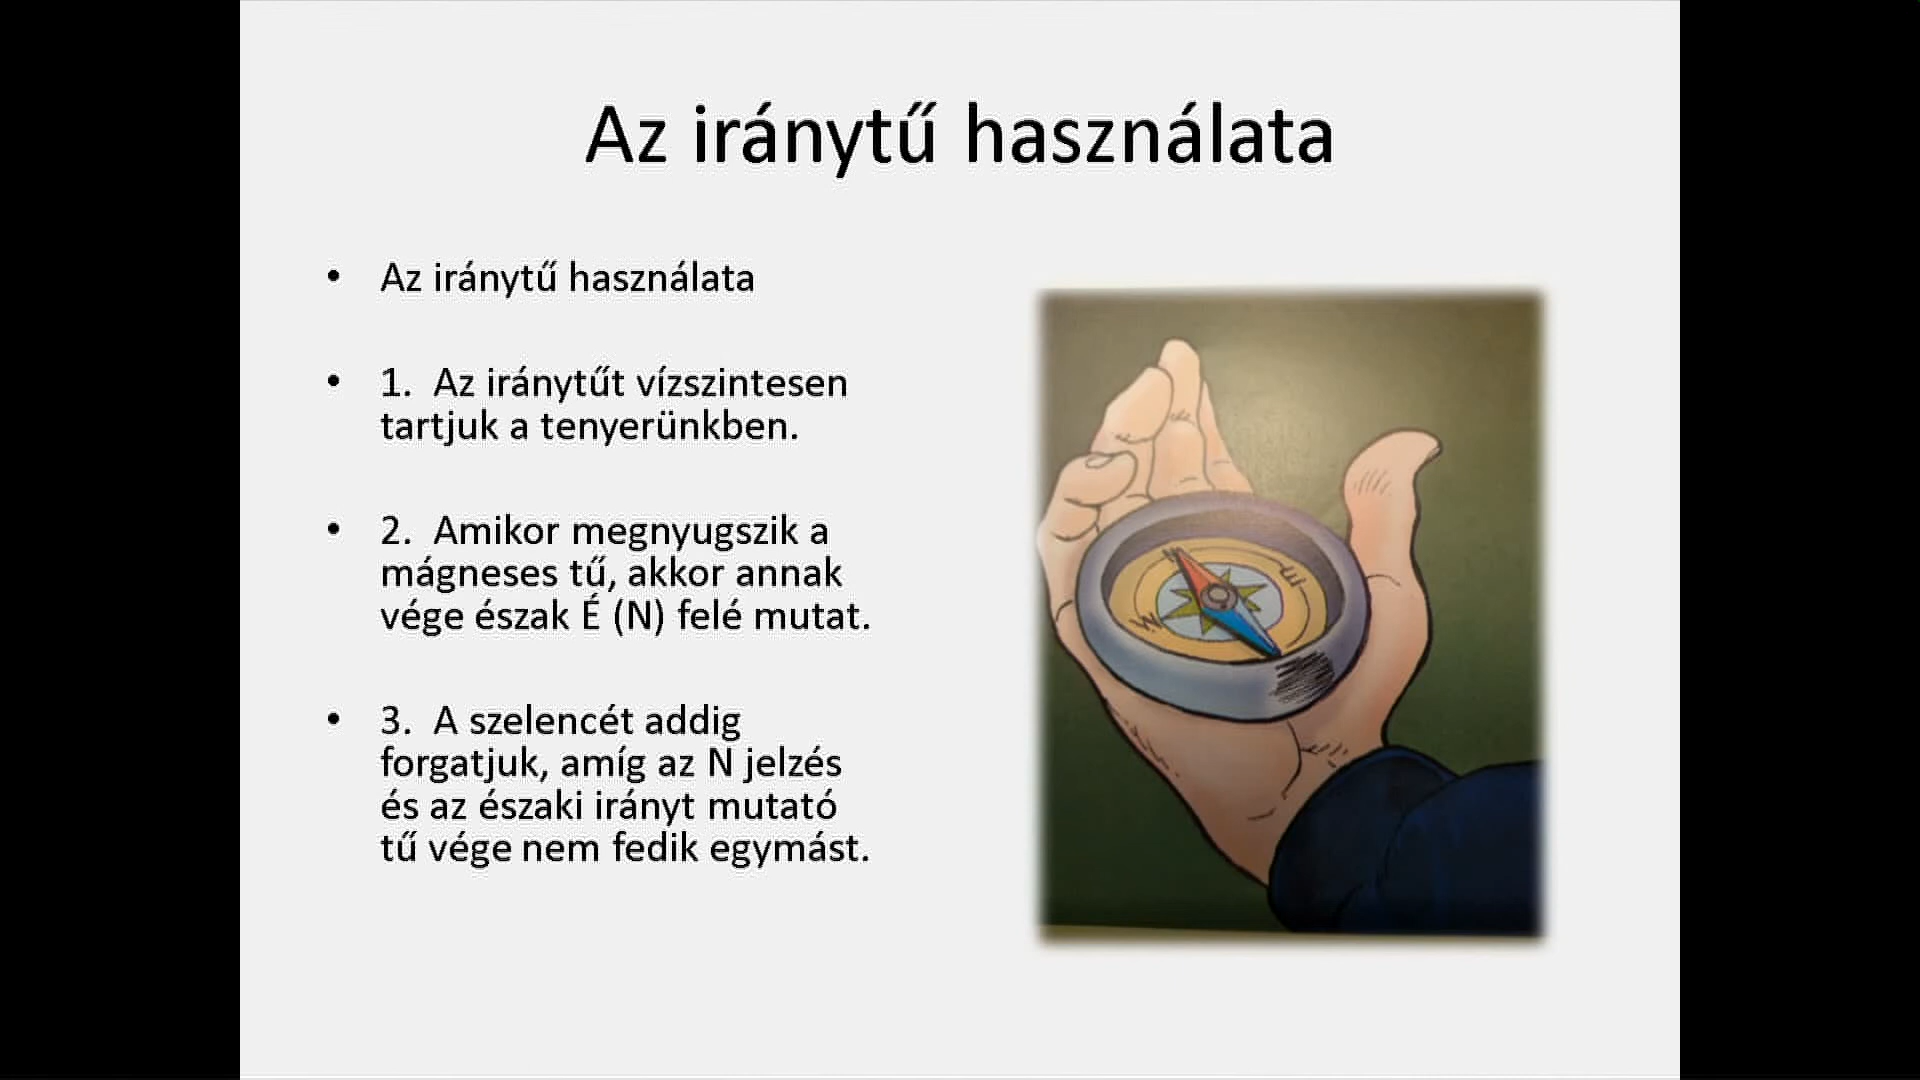 Az iránytű használata
• Az iránytű használata
• 1. Az iránytűt vízszintesen
tartjuk a tenyerünkben.
• 2. Amikor megnyugszik a
mágneses tű, akkor annak
vége észak É (N) felé mutat.
• 3. A szelencét addig
forgatjuk, amíg az N jelzés
és az északi irányt mutató
tű vége nem fedik egymást.
N
E
W